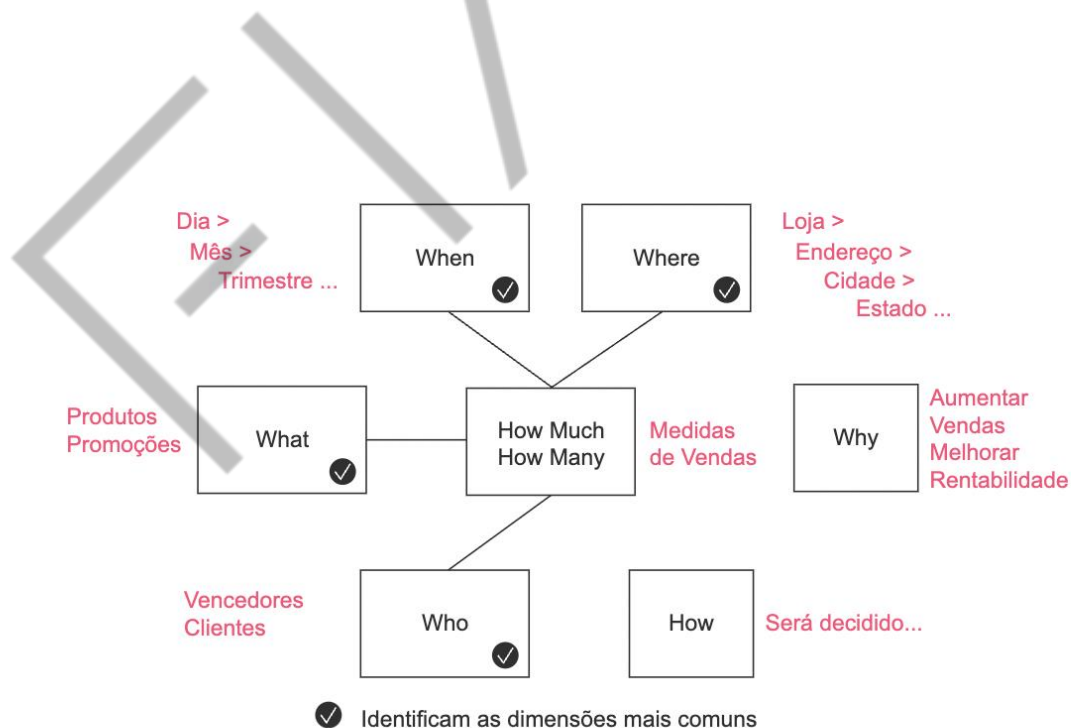 Dia >
Mês >
Trimestre ...
When
Where
Loja >
Endereço >
Cidade >
Estado ...
Produtos
Promoções
What
How Much
How Many
Medidas
de Vendas
Why
Aumentar
Vendas
Melhorar
Rentabilidade
Vencedores
Clientes
Who
How
Será decidido...
Identificam as dimensões mais comuns